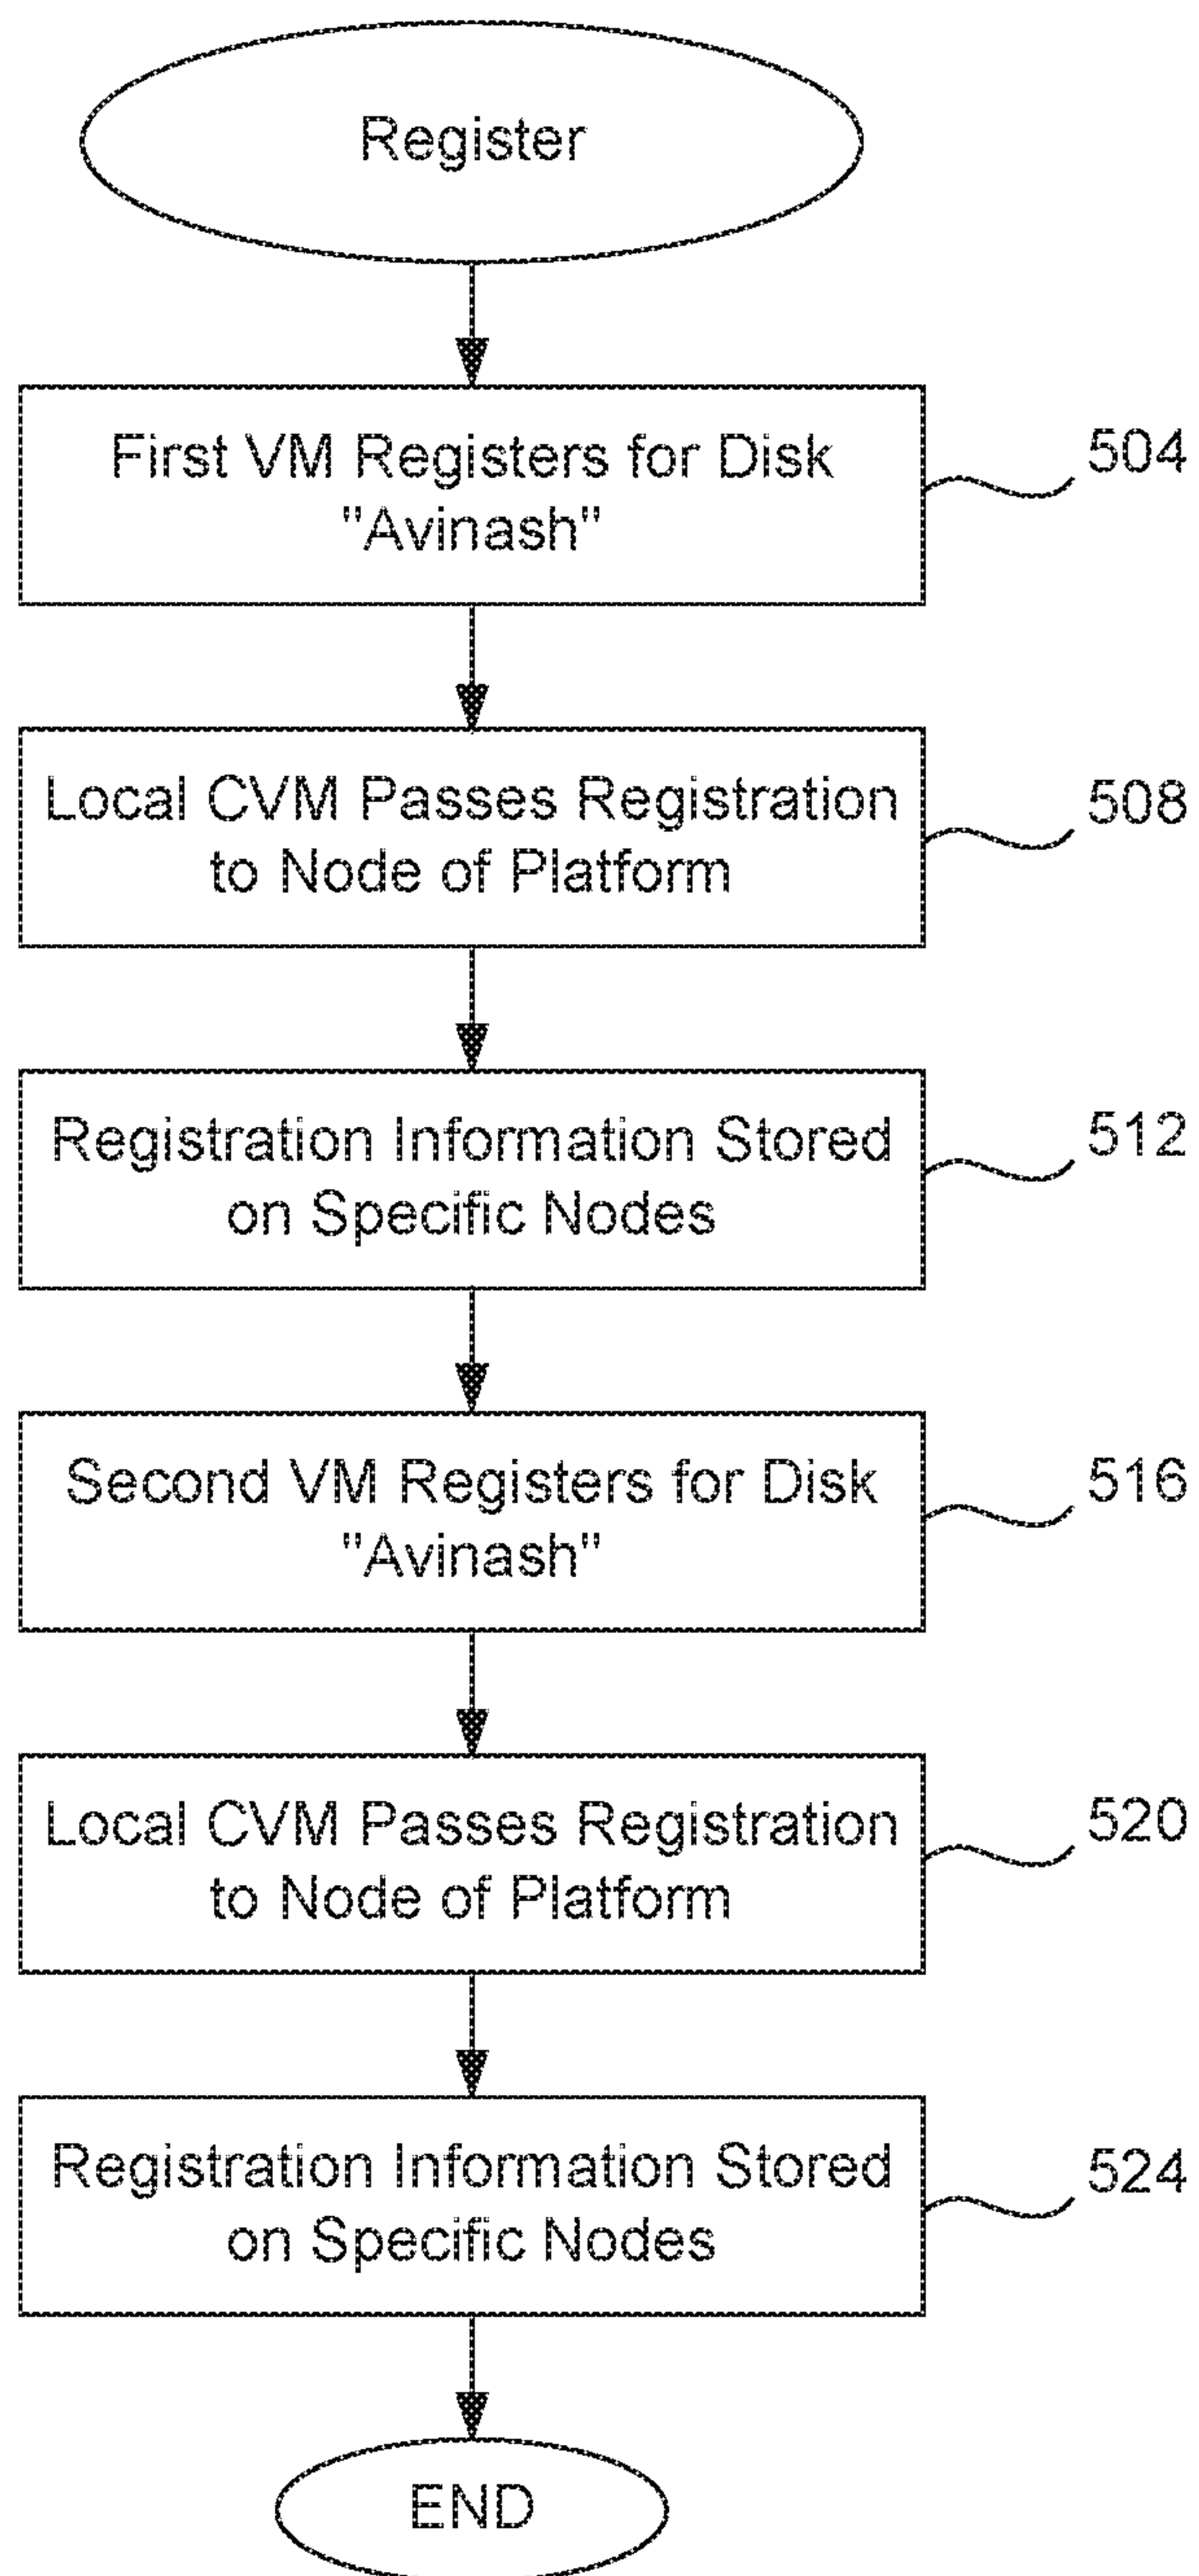 Register
First VM Registers for Disk
"Avinash"
504
Local CVM Passes Registration
to Node of Platform
508
Registration Information Stored
on Specific Nodes
512
Second VM Registers for Disk
"Avinash"
516
Local CVM Passes Registration
to Node of Platform
520
Registration Information Stored
on Specific Nodes
524
END